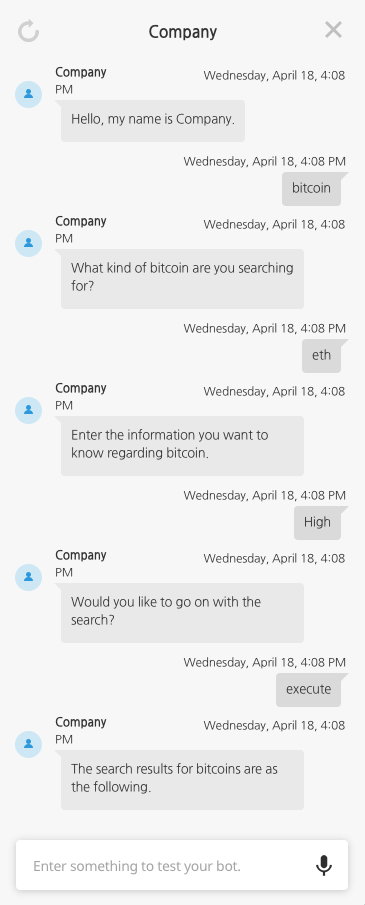 Company
Company Wednesday, April 18, 4:08
PM
Hello, my name is Company.
Wednesday, April 18, 4:08 PM
bitcoin
Company Wednesday, April 18, 4:08
PM
What kind of bitcoin are you searching
for?
Wednesday, April 18, 4:08 PM
eth
Company Wednesday, April 18, 4:08
PM
Enter the information you want to
know regarding bitcoin.
Wednesday, April 18, 4:08 PM
High
Company Wednesday, April 18, 4:08
PM
Would you like to go on with the
search?
Wednesday, April 18, 4:08 PM
execute
Company Wednesday, April 18, 4:08
PM
The search results for bitcoins are as
the following.
Enter something to test your bot.